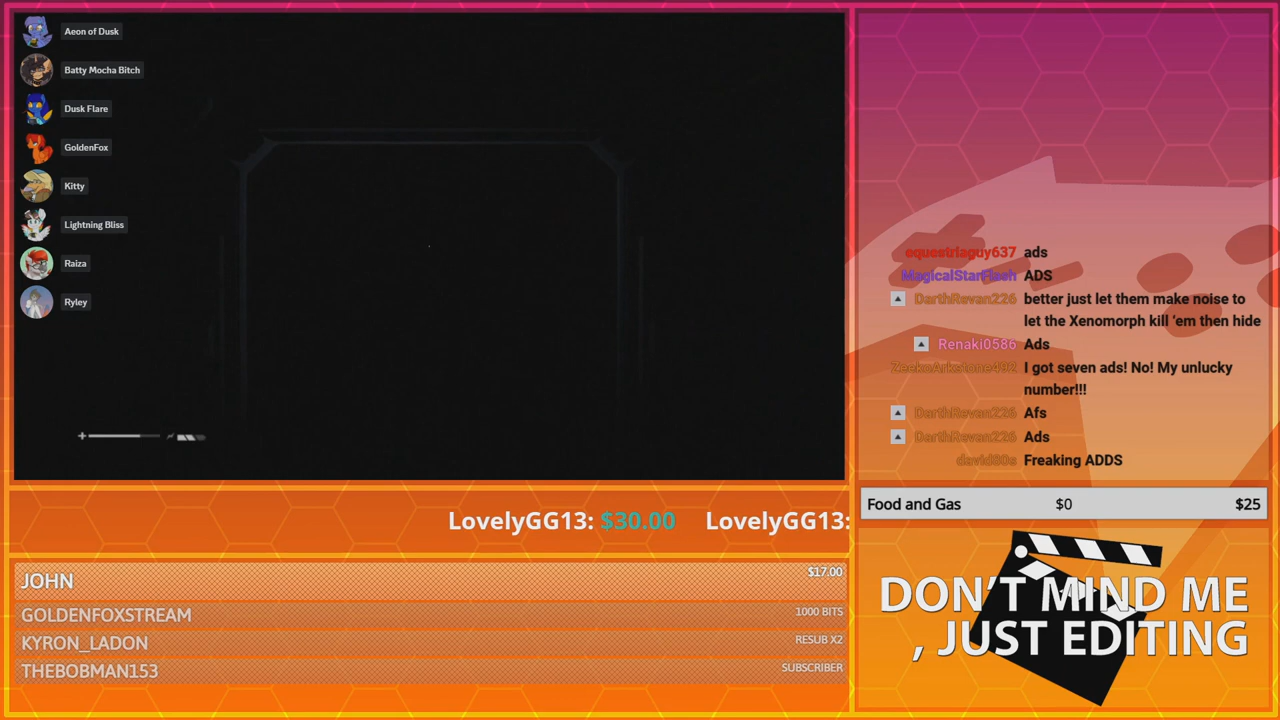 Aeon of Dusk
Batty Mocha Bitch
Dusk Flare
GoldenFox
Kitty
Lightning Bliss
Raiza
Ryley
equestriaguy637 ads
MagicalStarFlash ADS
DarthRevan226 better just let them make noise to
let the Xenomorph kill 'em then hide
Renaki0586 Ads
ZeekoArkstone492 I got seven ads! No! My unlucky
number!!!
DarthRevan226 Afs
DarthRevan226 Ads
david80s Freaking ADDS
Food and Gas $0 $25
LovelyGG13: $30.00 LovelyGG13:
JOHN $17.00
GOLDENFOXSTREAM 1000 BITS
KYRON_LADON RESUB X2
THEBOBMAN153 SUBSCRIBER
DON'T MIND ME
, JUST EDITING